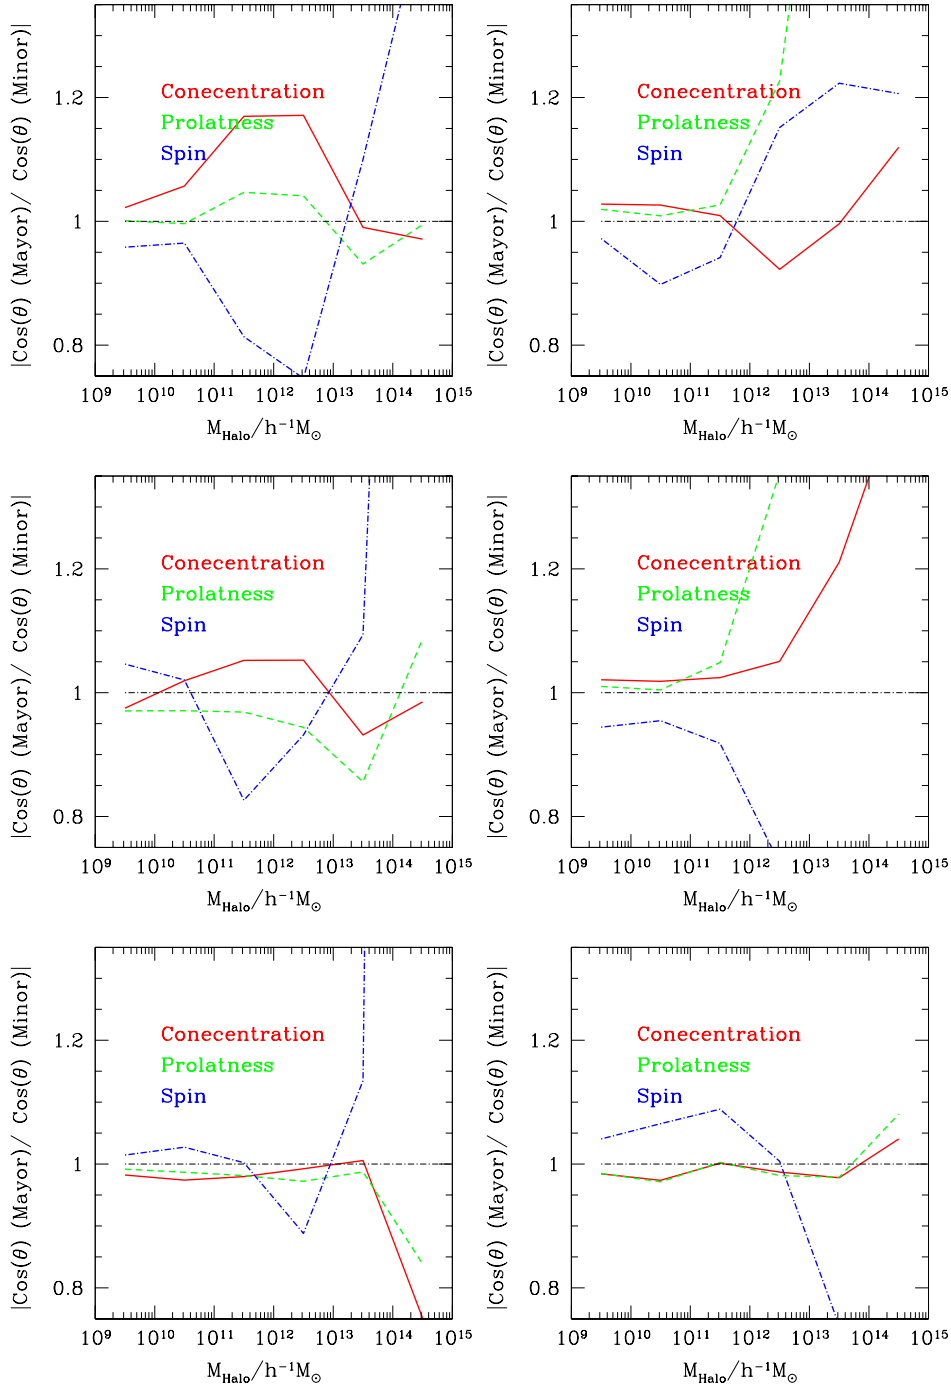 |Cos(θ) (Mayor)/ Cos(θ) (Minor)|
1.2
1
0.8
Conecentration
Prolatness
Spin
10⁹ 10¹⁰ 10¹¹ 10¹² 10¹³ 10¹⁴ 10¹⁵
M_Halo/h⁻¹M_⊙
|Cos(θ) (Mayor)/ Cos(θ) (Minor)|
1.2
1
0.8
Conecentration
Prolatness
Spin
10⁹ 10¹⁰ 10¹¹ 10¹² 10¹³ 10¹⁴ 10¹⁵
M_Halo/h⁻¹M_⊙
|Cos(θ) (Mayor)/ Cos(θ) (Minor)|
1.2
1
0.8
Conecentration
Prolatness
Spin
10⁹ 10¹⁰ 10¹¹ 10¹² 10¹³ 10¹⁴ 10¹⁵
M_Halo/h⁻¹M_⊙
|Cos(θ) (Mayor)/ Cos(θ) (Minor)|
1.2
1
0.8
Conecentration
Prolatness
Spin
10⁹ 10¹⁰ 10¹¹ 10¹² 10¹³ 10¹⁴ 10¹⁵
M_Halo/h⁻¹M_⊙
|Cos(θ) (Mayor)/ Cos(θ) (Minor)|
1.2
1
0.8
Conecentration
Prolatness
Spin
10⁹ 10¹⁰ 10¹¹ 10¹² 10¹³ 10¹⁴ 10¹⁵
M_Halo/h⁻¹M_⊙
|Cos(θ) (Mayor)/ Cos(θ) (Minor)|
1.2
1
0.8
Conecentration
Prolatness
Spin
10⁹ 10¹⁰ 10¹¹ 10¹² 10¹³ 10¹⁴ 10¹⁵
M_Halo/h⁻¹M_⊙